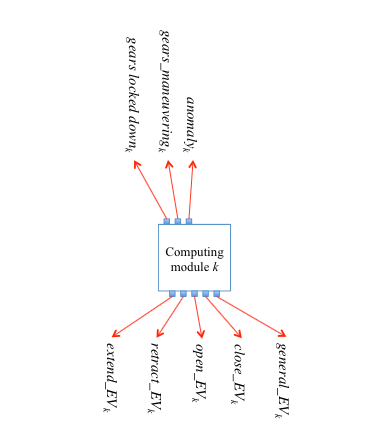 gears locked down_k
gears_maneuvering_k
anomaly_k
Computing
module k
extend_EV_k
retract_EV_k
open_EV_k
close_EV_k
general_EV_k